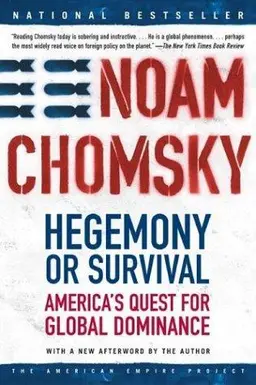 NATIONAL BESTSELLER
"Reading Chomsky today is sobering and instructive. . . . He is a global phenomenon. . . . perhaps
the most widely read voice on foreign policy on the planet." —The New York Times Book Review
NOAM
CHOMSKY
HEGEMONY
OR SURVIVAL
AMERICA'S QUEST FOR
GLOBAL DOMINANCE
WITH A NEW AFTERWORD BY THE AUTHOR
THE AMERICAN EMPIRE PROJECT